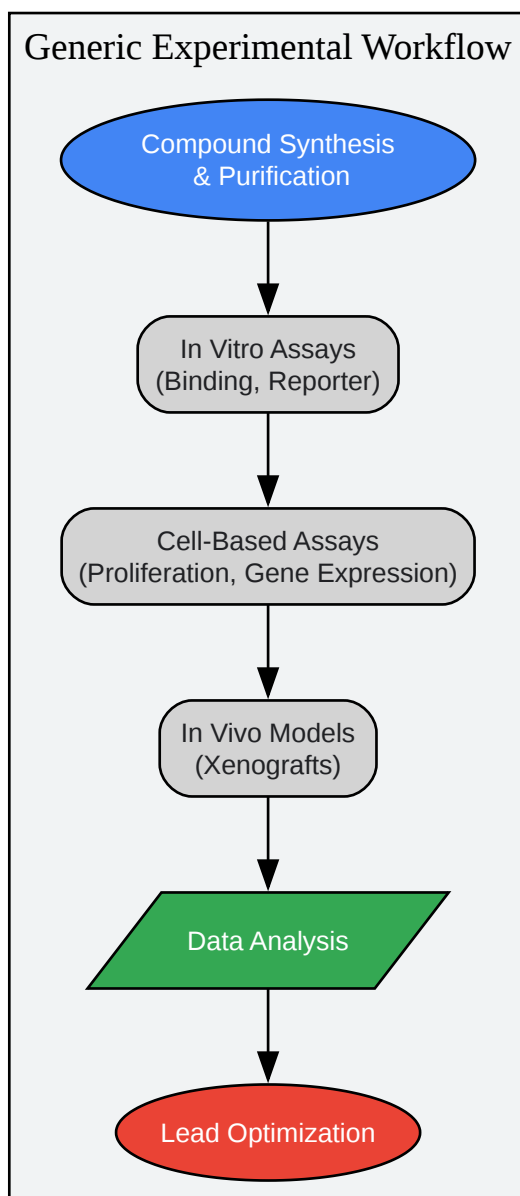 Generic Experimental Workflow
Compound Synthesis
& Purification
In Vitro Assays
(Binding, Reporter)
Cell-Based Assays
(Proliferation, Gene Expression)
In Vivo Models
(Xenografts)
Data Analysis
Lead Optimization